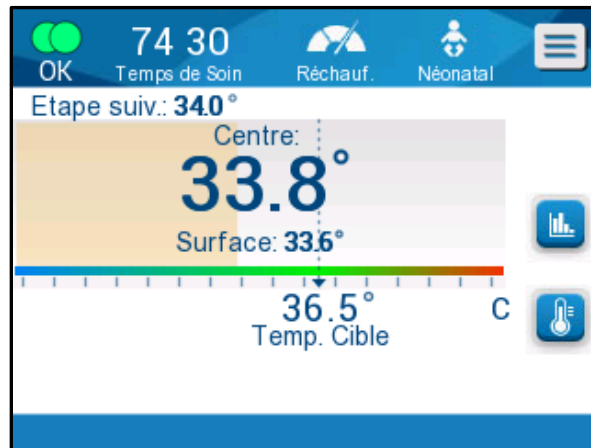 74 30
OK
Temps de Soin
Réchauf.
Néonatal
Etape suiv.: 34.0°
Centre:
33.8°
Surface: 33.6°
36.5°
C
Temp. Cible